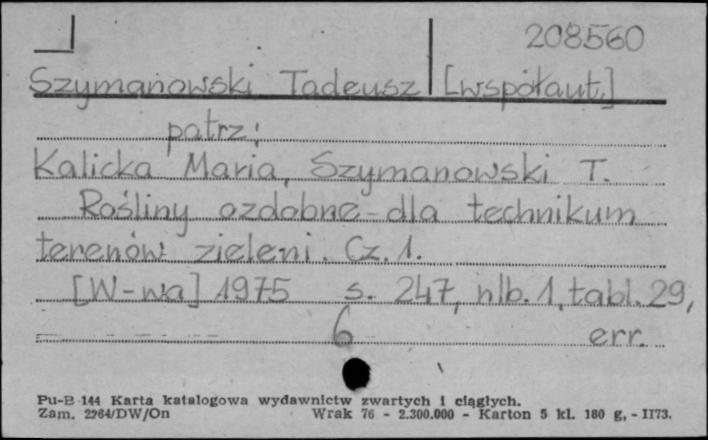 208560
Szymanowski Tadeusz [współaut.]
patrz:
Kalicka Maria, Szymanowski T.
Rośliny ozdobne dla technikum
terenów zieleni. Cz. 1.
[W-wa] 1975 s. 247, nlb. 1, tabl. 29,
6 err.
Pu-B 144 Karta katalogowa wydawnictw zwartych i ciągłych.
Zam. 2264/DW/On Wrak 76 - 2.300.000 - Karton 5 kl. 180 g, - II73.